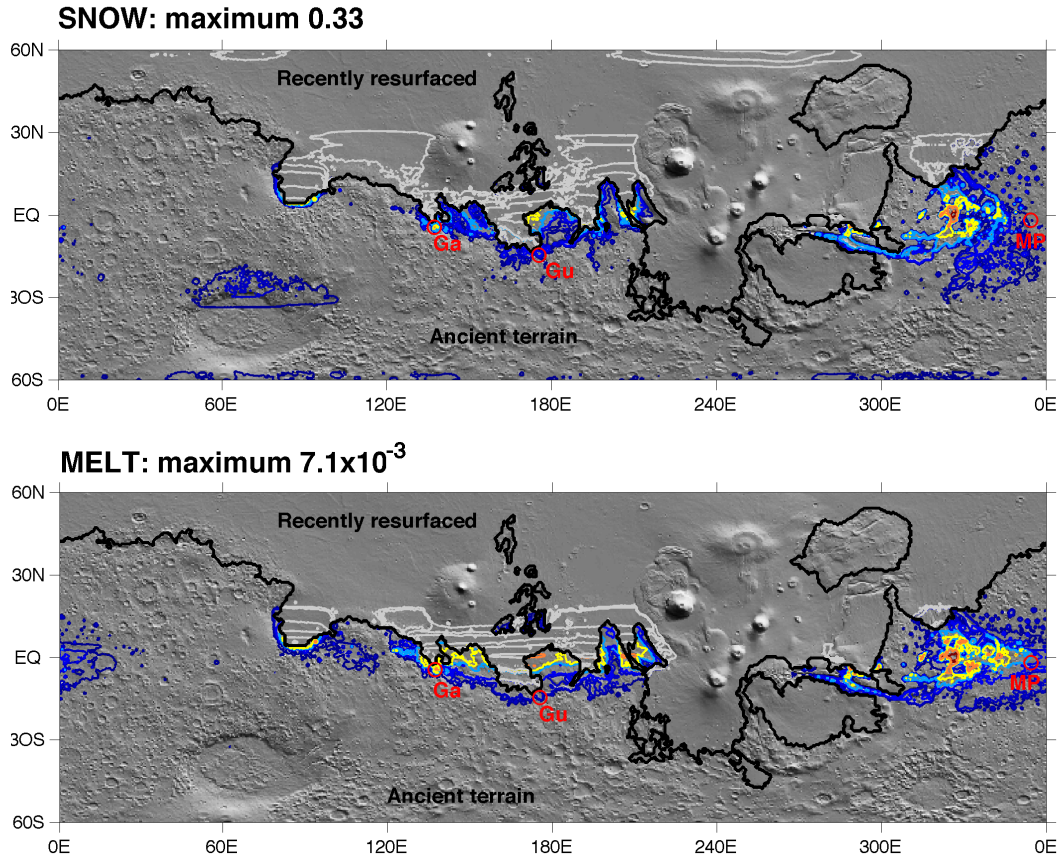 SNOW: maximum 0.33
60N
Recently resurfaced
30N
EQ
Ga
Gu
MP
30S
Ancient terrain
60S
0E 60E 120E 180E 240E 300E 0E
MELT: maximum 7.1x10⁻³
60N
Recently resurfaced
30N
EQ
Ga
MP
Gu
30S
Ancient terrain
60S
0E 60E 120E 180E 240E 300E 0E